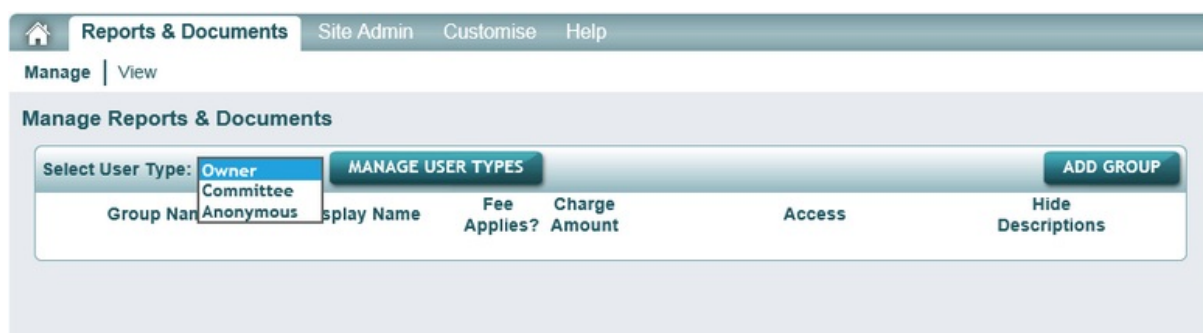 Reports & Documents Site Admin Customise Help
Manage View
Manage Reports & Documents
Select User Type: Owner MANAGE USER TYPES ADD GROUP
Committee
Anonymous
Group Nam splay Name Fee Applies? Charge Amount Access Hide Descriptions